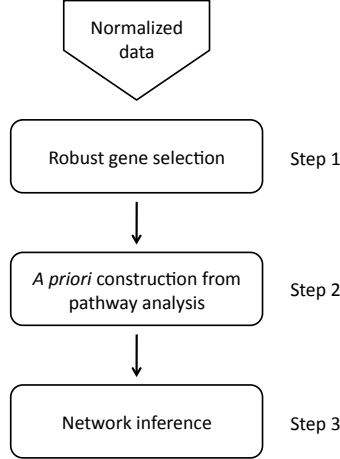 Normalized
data
Robust gene selection
Step 1
A priori construction from
pathway analysis
Step 2
Network inference
Step 3